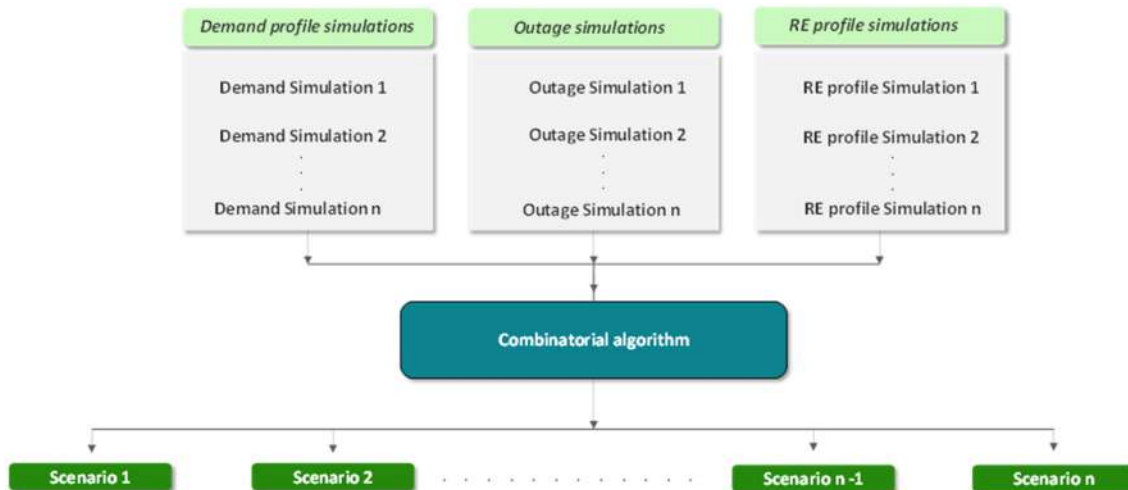 Demand profile simulations
Outage simulations
RE profile simulations
Demand Simulation 1
Demand Simulation 2
.
.
.
Demand Simulation n
Outage Simulation 1
Outage Simulation 2
.
.
.
Outage Simulation n
RE profile Simulation 1
RE profile Simulation 2
.
.
.
RE profile Simulation n
Combinatorial algorithm
Scenario 1
Scenario 2
. . . . . . . . . . . .
Scenario n -1
Scenario n